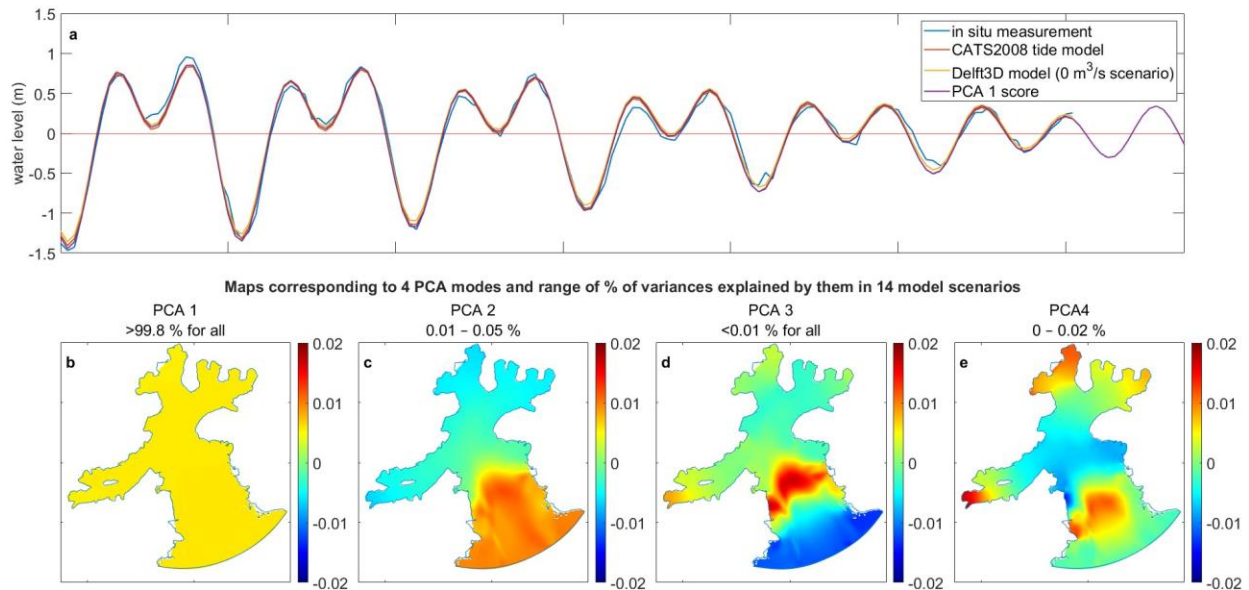 1.5
1
0.5
0
-0.5
-1
-1.5
water level (m)
a
in situ measurement
CATS2008 tide model
Delft3D model (0 m³/s scenario)
PCA 1 score
Maps corresponding to 4 PCA modes and range of % of variances explained by them in 14 model scenarios
PCA 1
>99.8 % for all
b
0.02
0.01
0
-0.01
-0.02
PCA 2
0.01 – 0.05 %
c
0.02
0.01
0
-0.01
-0.02
PCA 3
<0.01 % for all
d
0.02
0.01
0
-0.01
-0.02
PCA4
0 – 0.02 %
e
0.02
0.01
0
-0.01
-0.02